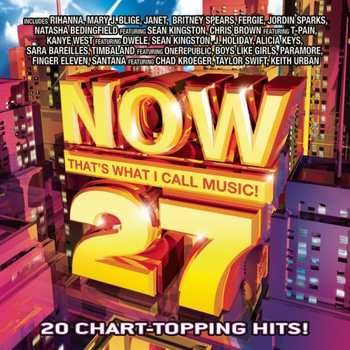 INCLUDES RIHANNA, MARY J. BLIGE, JANET, BRITNEY SPEARS, FERGIE, JORDIN SPARKS,
NATASHA BEDINGFIELD FEATURING SEAN KINGSTON, CHRIS BROWN FEATURING T-PAIN,
KANYE WEST FEATURING DWELE, SEAN KINGSTON, J. HOLIDAY, ALICIA KEYS,
SARA BAREILLES, TIMBALAND FEATURING ONEREPUBLIC, BOYS LIKE GIRLS, PARAMORE,
FINGER ELEVEN, SANTANA FEATURING CHAD KROEGER, TAYLOR SWIFT, KEITH URBAN
NOW
THAT'S WHAT I CALL MUSIC!
27
20 CHART-TOPPING HITS!